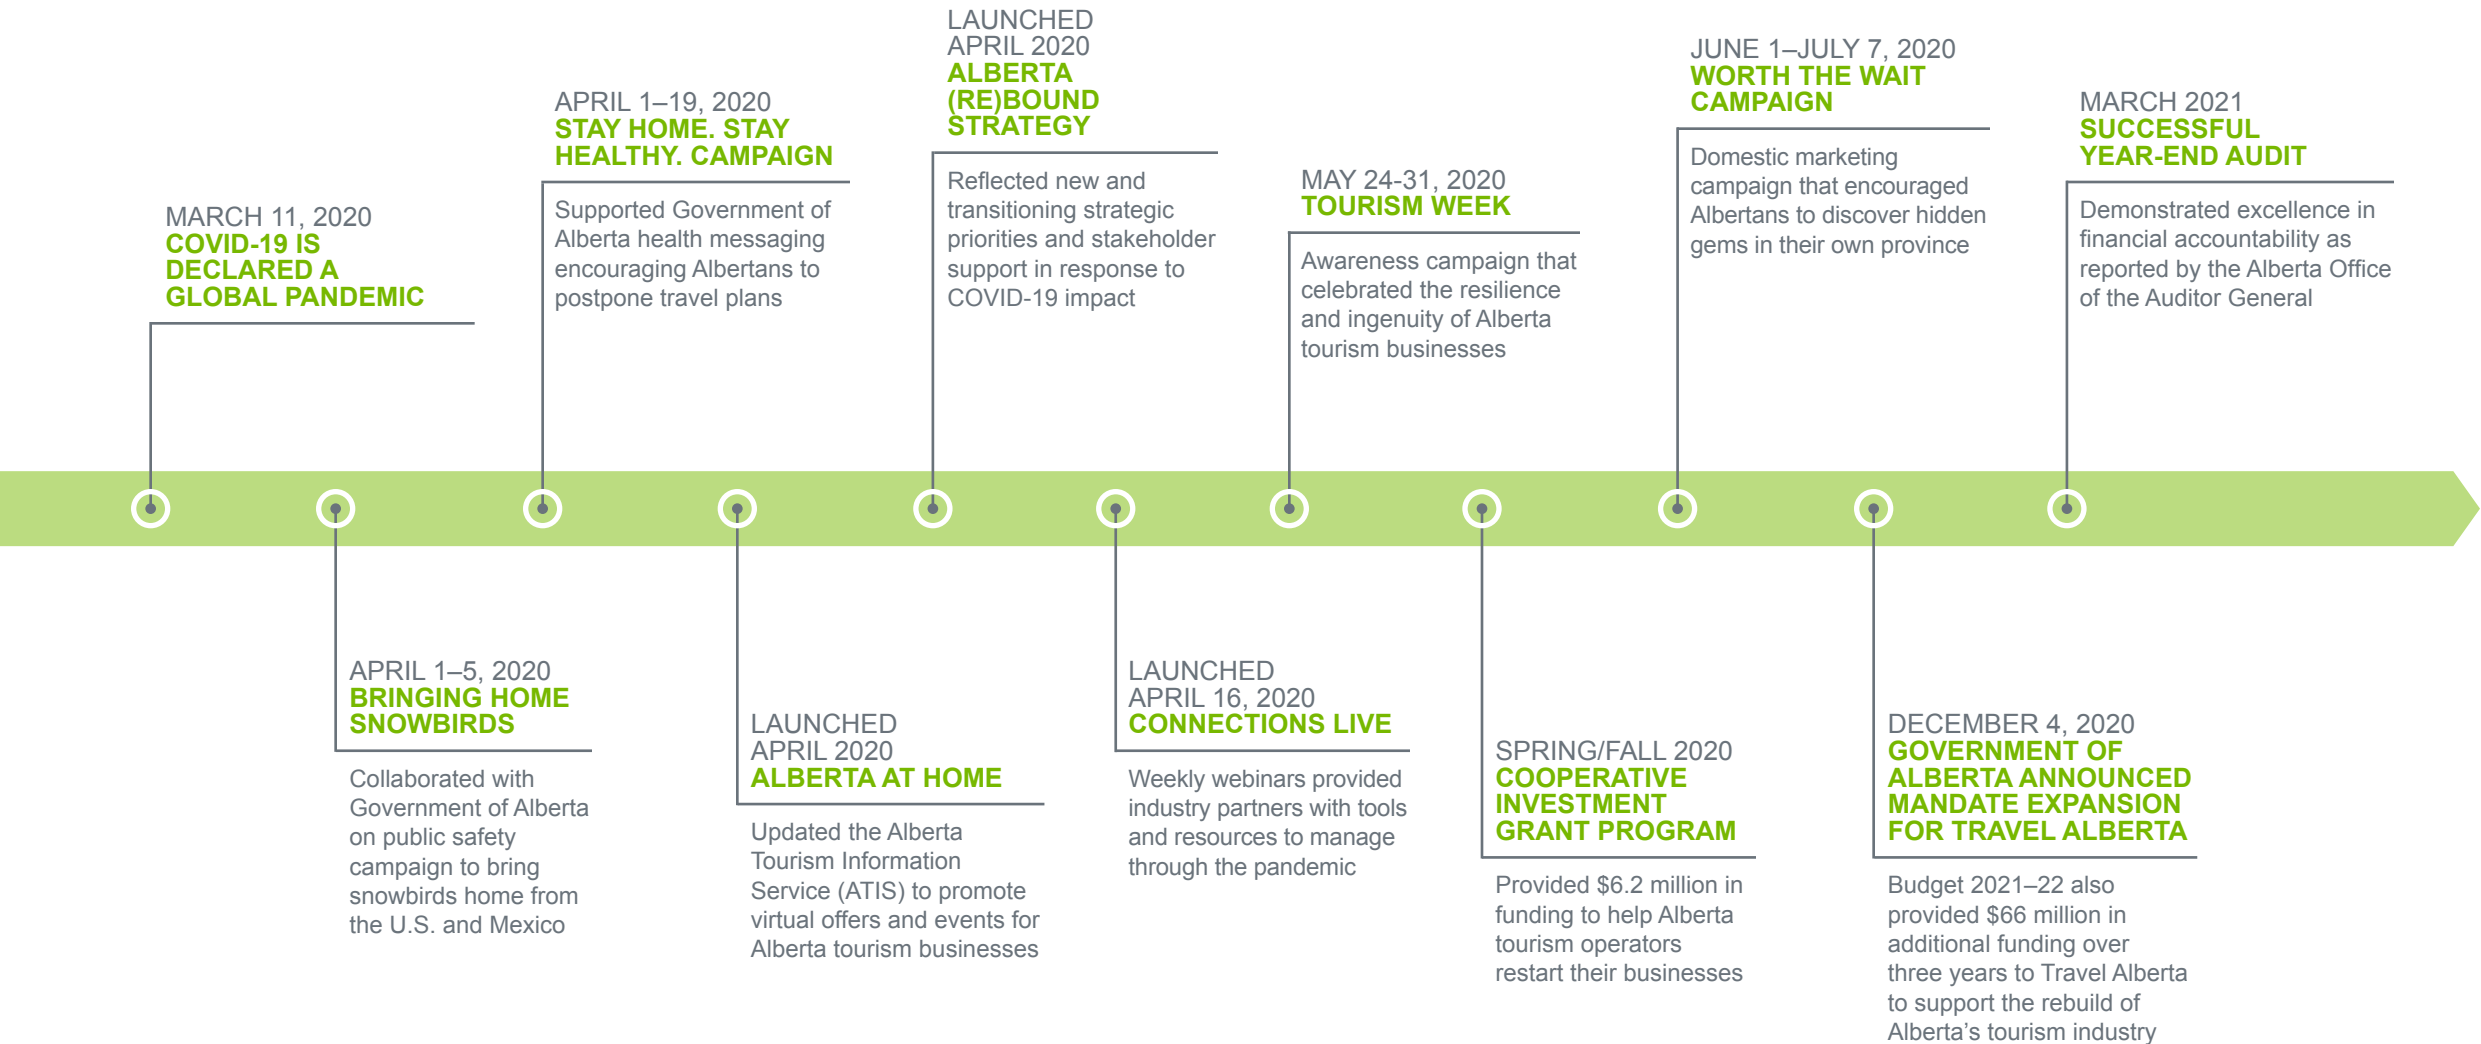 MARCH 11, 2020
COVID-19 IS
DECLARED A
GLOBAL PANDEMIC
APRIL 1–5, 2020
BRINGING HOME
SNOWBIRDS
Collaborated with
Government of Alberta
on public safety
campaign to bring
snowbirds home from
the U.S. and Mexico
APRIL 1–19, 2020
STAY HOME. STAY
HEALTHY. CAMPAIGN
Supported Government of
Alberta health messaging
encouraging Albertans to
postpone travel plans
LAUNCHED
APRIL 2020
ALBERTA AT HOME
Updated the Alberta
Tourism Information
Service (ATIS) to promote
virtual offers and events for
Alberta tourism businesses
LAUNCHED
APRIL 2020
ALBERTA
(RE)BOUND
STRATEGY
Reflected new and
transitioning strategic
priorities and stakeholder
support in response to
COVID-19 impact
LAUNCHED
APRIL 16, 2020
CONNECTIONS LIVE
Weekly webinars provided
industry partners with tools
and resources to manage
through the pandemic
MAY 24-31, 2020
TOURISM WEEK
Awareness campaign that
celebrated the resilience
and ingenuity of Alberta
tourism businesses
SPRING/FALL 2020
COOPERATIVE
INVESTMENT
GRANT PROGRAM
Provided $6.2 million in
funding to help Alberta
tourism operators
restart their businesses
JUNE 1–JULY 7, 2020
WORTH THE WAIT
CAMPAIGN
Domestic marketing
campaign that encouraged
Albertans to discover hidden
gems in their own province
DECEMBER 4, 2020
GOVERNMENT OF
ALBERTA ANNOUNCED
MANDATE EXPANSION
FOR TRAVEL ALBERTA
Budget 2021–22 also
provided $66 million in
additional funding over
three years to Travel Alberta
to support the rebuild of
Alberta's tourism industry
MARCH 2021
SUCCESSFUL
YEAR-END AUDIT
Demonstrated excellence in
financial accountability as
reported by the Alberta Office
of the Auditor General